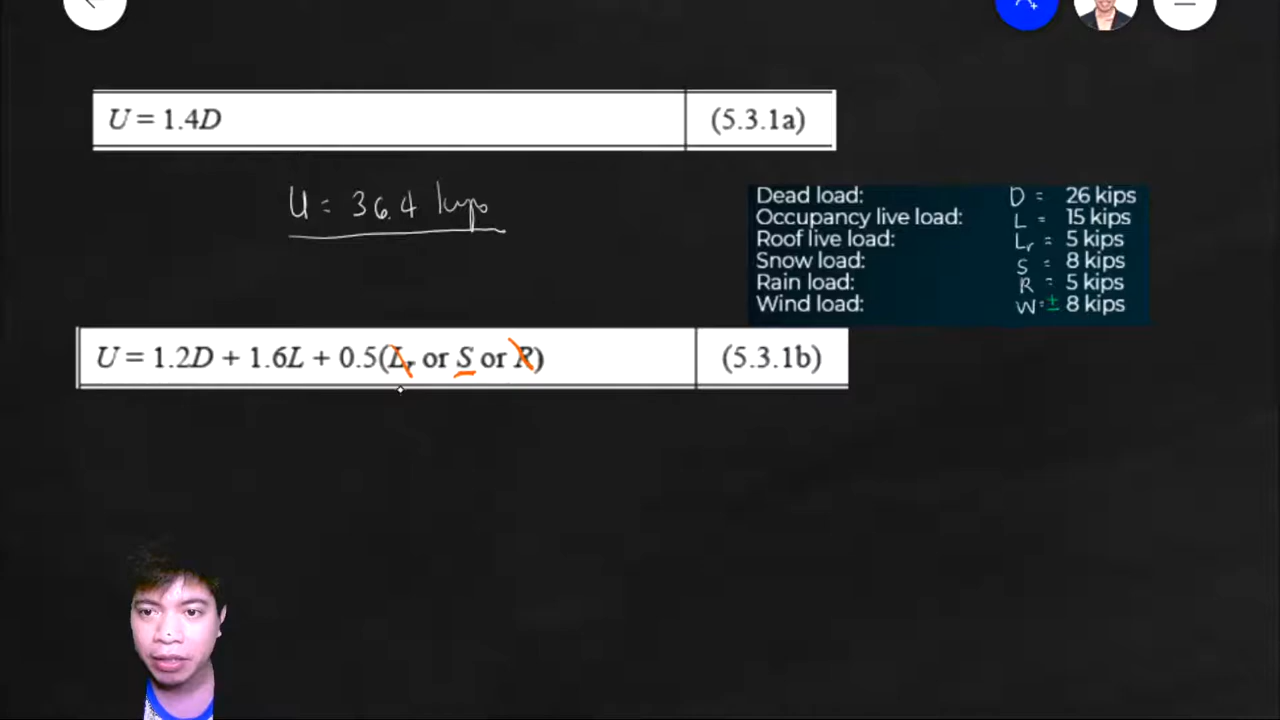 U = 1.4D (5.3.1a)
U = 36.4 kips
Dead load: D = 26 kips
Occupancy live load: L = 15 kips
Roof live load: Lr = 5 kips
Snow load: S = 8 kips
Rain load: R = 5 kips
Wind load: W = ± 8 kips
U = 1.2D + 1.6L + 0.5(Lr or S or R) (5.3.1b)